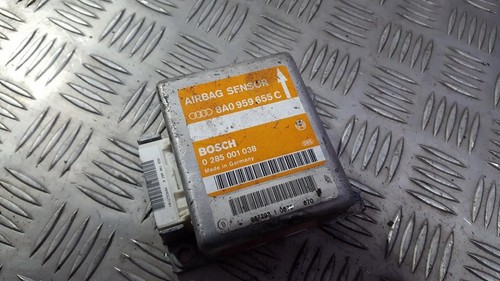 AIRBAG SENSOR
8A0 959 655 C
BOSCH
0 285 001 038
Made in Germany